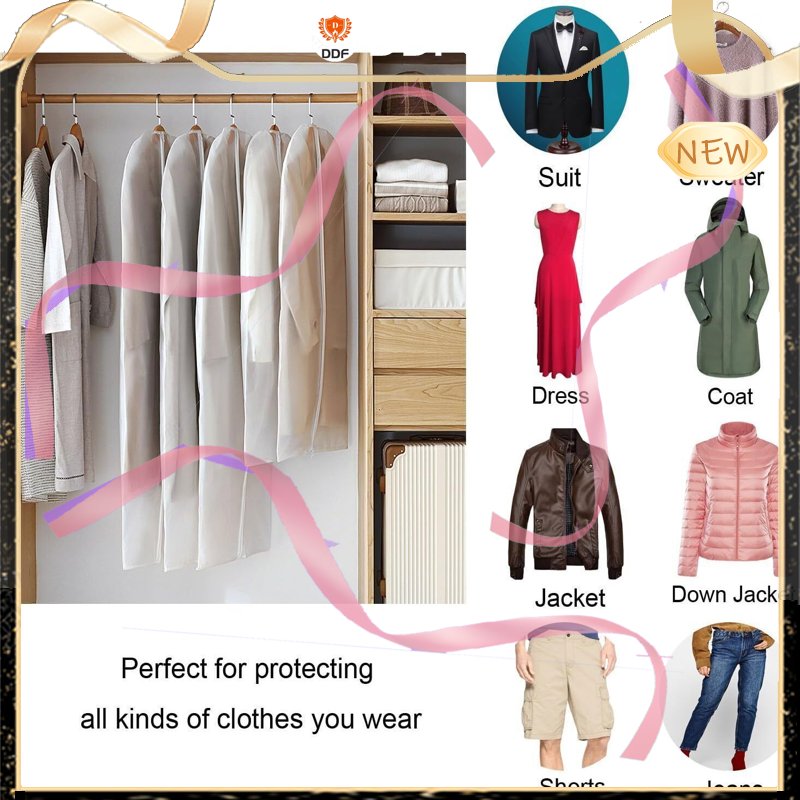 DDF
Suit
NEW
Sweater
Dress
Coat
Jacket
Down Jack
Perfect for protecting
all kinds of clothes you wear
Shorts
Jeans